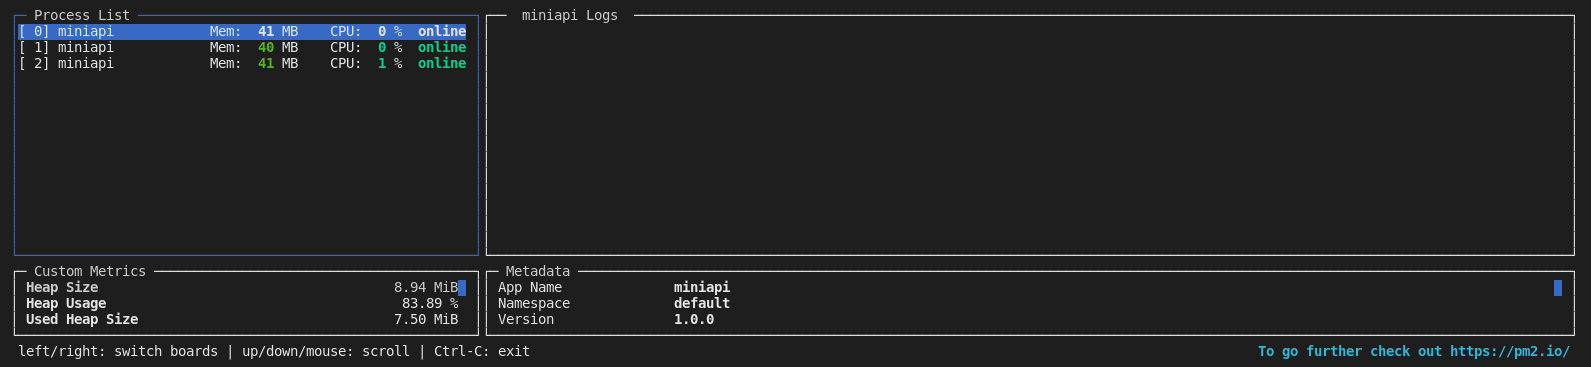 Process List
[ 0] miniapi Mem: 41 MB CPU: 0 % online
[ 1] miniapi Mem: 40 MB CPU: 0 % online
[ 2] miniapi Mem: 41 MB CPU: 1 % online
miniapi Logs
Custom Metrics
Heap Size 8.94 MiB
Heap Usage 83.89 %
Used Heap Size 7.50 MiB
Metadata
App Name miniapi
Namespace default
Version 1.0.0
left/right: switch boards | up/down/mouse: scroll | Ctrl-C: exit
To go further check out https://pm2.io/